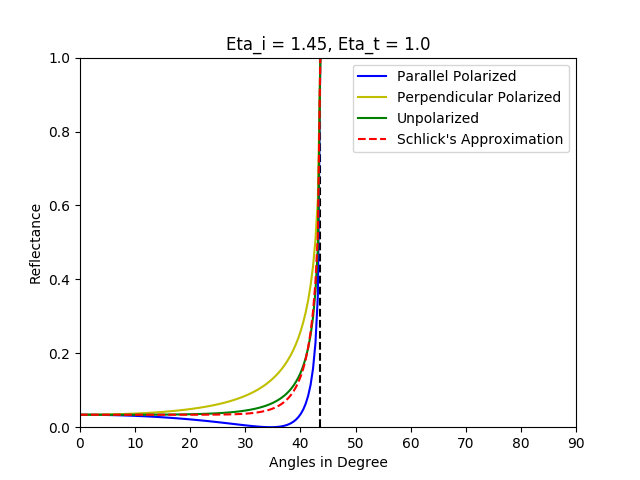 Eta_i = 1.45, Eta_t = 1.0
Parallel Polarized
Perpendicular Polarized
Unpolarized
Schlick's Approximation
Reflectance
1.0
0.8
0.6
0.4
0.2
0.0
0 10 20 30 40 50 60 70 80 90
Angles in Degree